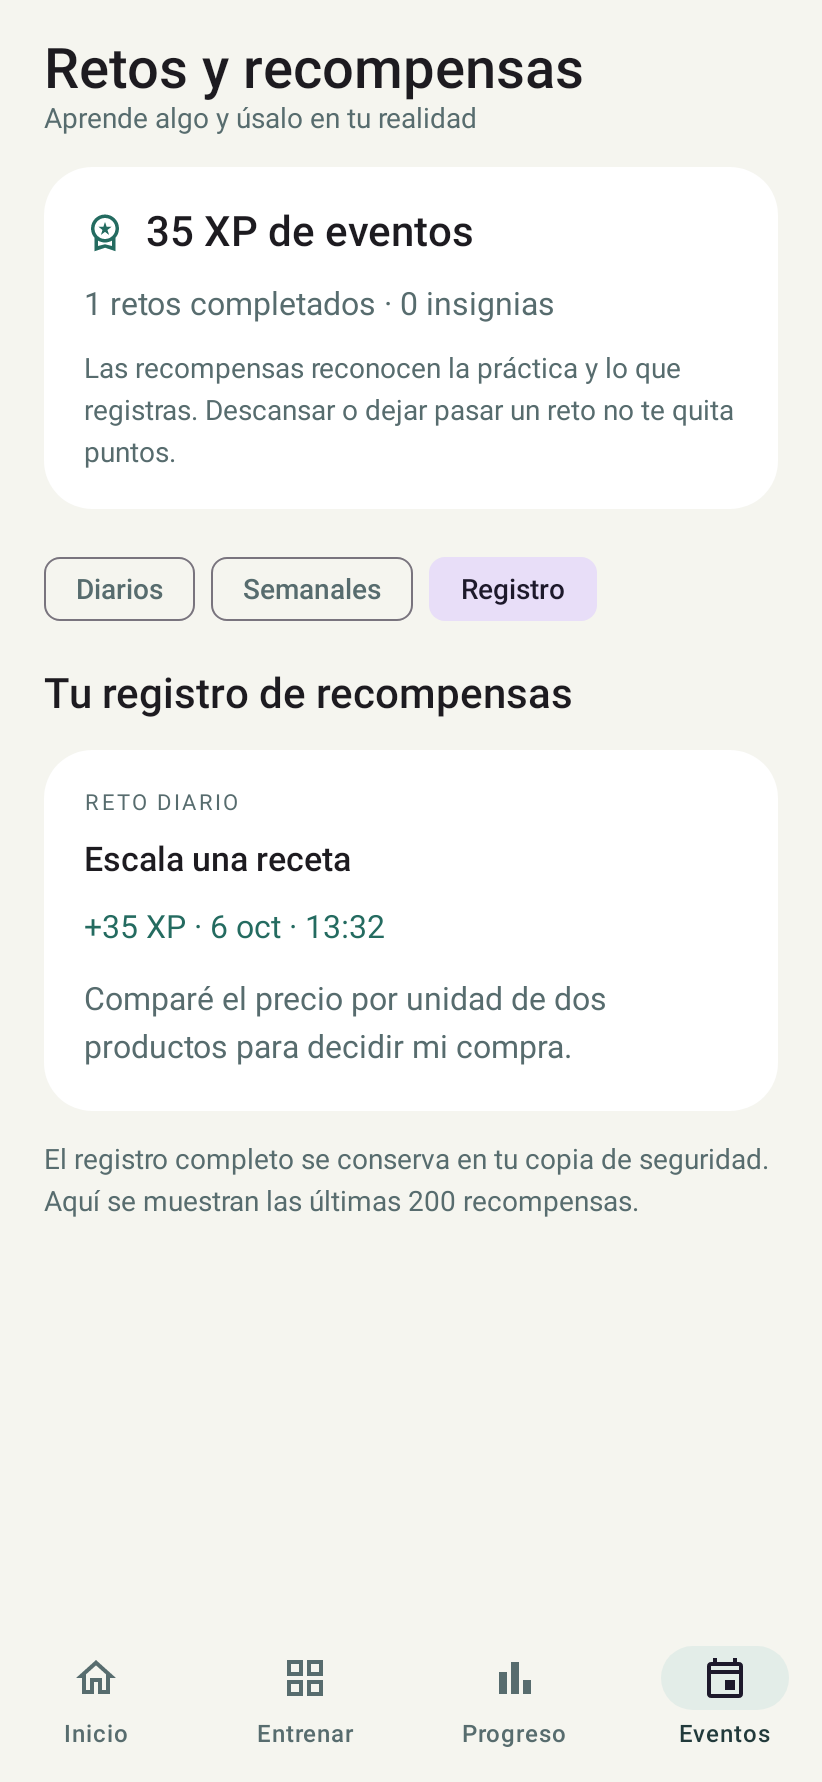 Retos y recompensas
Aprende algo y úsalo en tu realidad
35 XP de eventos
1 retos completados · 0 insignias
Las recompensas reconocen la práctica y lo que
registras. Descansar o dejar pasar un reto no te quita
puntos.
Diarios
Semanales
Registro
Tu registro de recompensas
RETO DIARIO
Escala una receta
+35 XP · 6 oct · 13:32
Comparé el precio por unidad de dos
productos para decidir mi compra.
El registro completo se conserva en tu copia de seguridad.
Aquí se muestran las últimas 200 recompensas.
Inicio
Entrenar
Progreso
Eventos